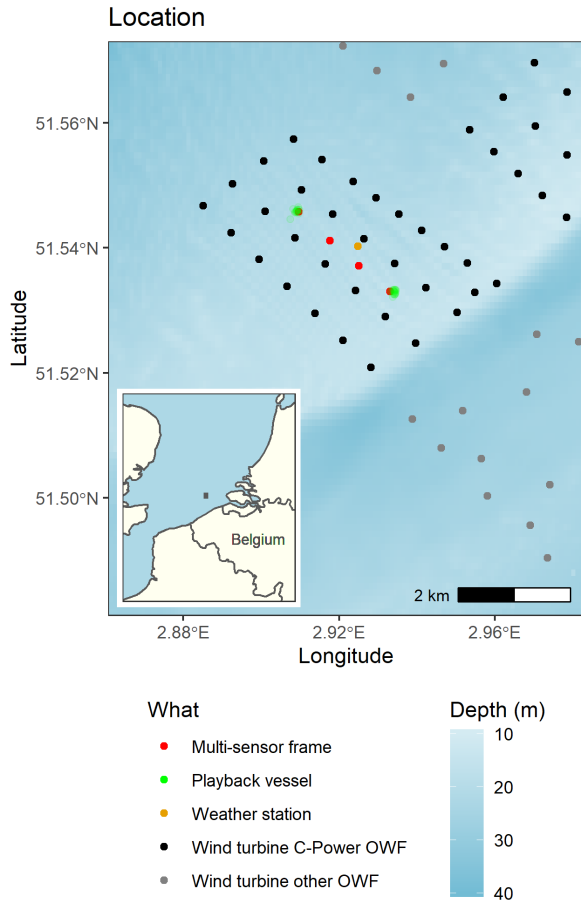 Location
51.56°N
51.54°N
51.52°N
51.50°N
Latitude
Belgium
2 km
2.88°E
2.92°E
2.96°E
Longitude
What
Multi-sensor frame
Playback vessel
Weather station
Wind turbine C-Power OWF
Wind turbine other OWF
Depth (m)
10
20
30
40